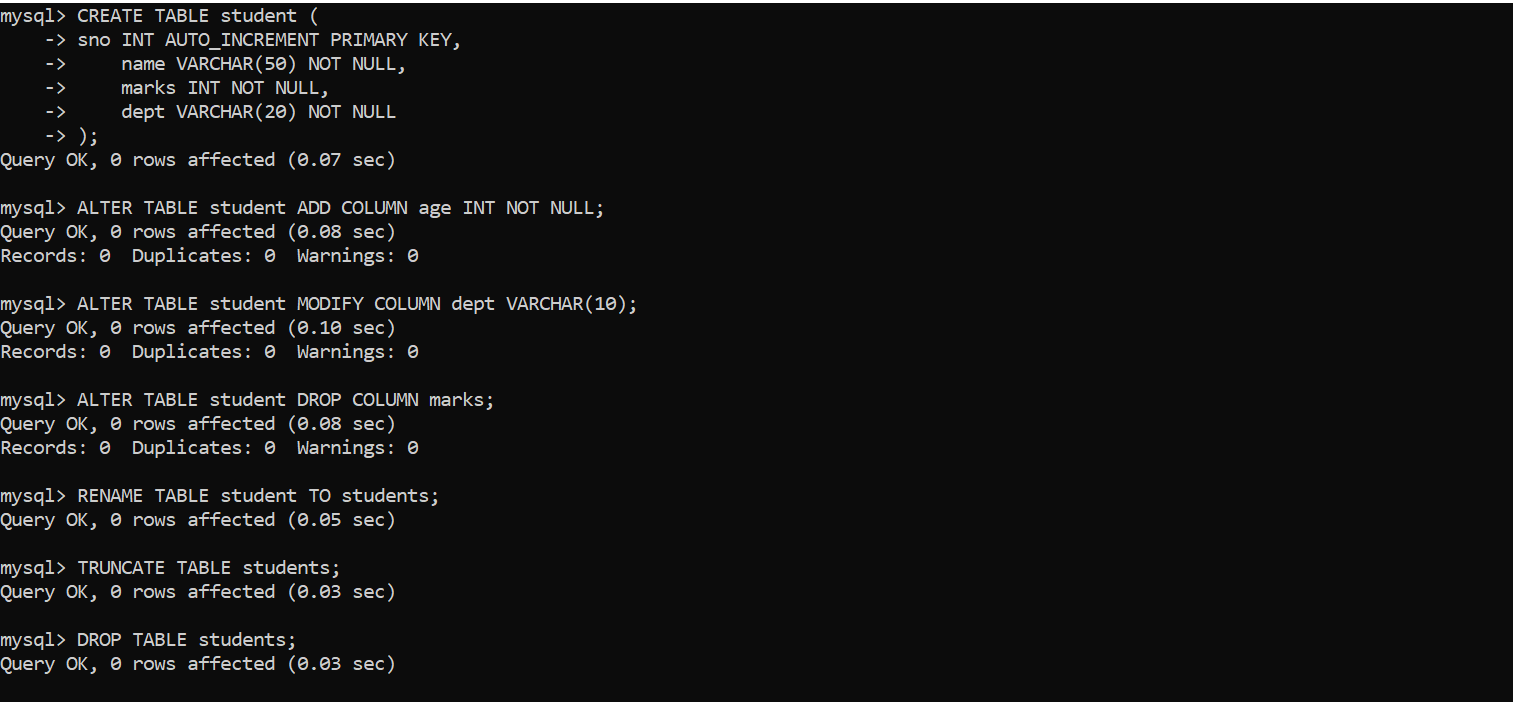 mysql> CREATE TABLE student (
    -> sno INT AUTO_INCREMENT PRIMARY KEY,
    ->     name VARCHAR(50) NOT NULL,
    ->     marks INT NOT NULL,
    ->     dept VARCHAR(20) NOT NULL
    -> );
Query OK, 0 rows affected (0.07 sec)

mysql> ALTER TABLE student ADD COLUMN age INT NOT NULL;
Query OK, 0 rows affected (0.08 sec)
Records: 0  Duplicates: 0  Warnings: 0

mysql> ALTER TABLE student MODIFY COLUMN dept VARCHAR(10);
Query OK, 0 rows affected (0.10 sec)
Records: 0  Duplicates: 0  Warnings: 0

mysql> ALTER TABLE student DROP COLUMN marks;
Query OK, 0 rows affected (0.08 sec)
Records: 0  Duplicates: 0  Warnings: 0

mysql> RENAME TABLE student TO students;
Query OK, 0 rows affected (0.05 sec)

mysql> TRUNCATE TABLE students;
Query OK, 0 rows affected (0.03 sec)

mysql> DROP TABLE students;
Query OK, 0 rows affected (0.03 sec)